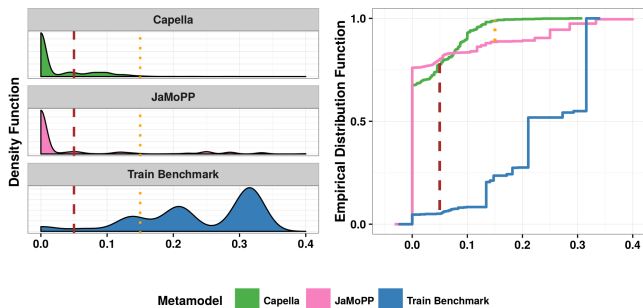 Capella
JaMoPP
Train Benchmark
Density Function
0.0 0.1 0.2 0.3 0.4
Empirical Distribution Function
1.0
0.5
0.0
0.0 0.1 0.2 0.3 0.4
Metamodel Capella JaMoPP Train Benchmark